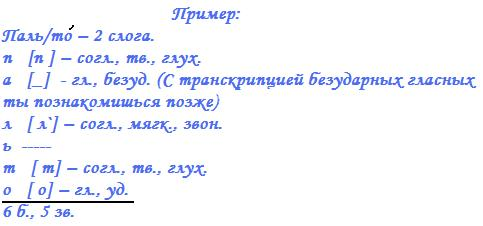 Пример:
Паль/то́ – 2 слога.
п [п ] – согл., тв., глух.
а [_] - гл., безуд. (С транскрипцией безударных гласных
ты познакомишься позже)
л [ л`] – согл., мягк., звон.
ь -----
т [ т] – согл., тв., глух.
о [ о] – гл., уд.
6 б., 5 зв.